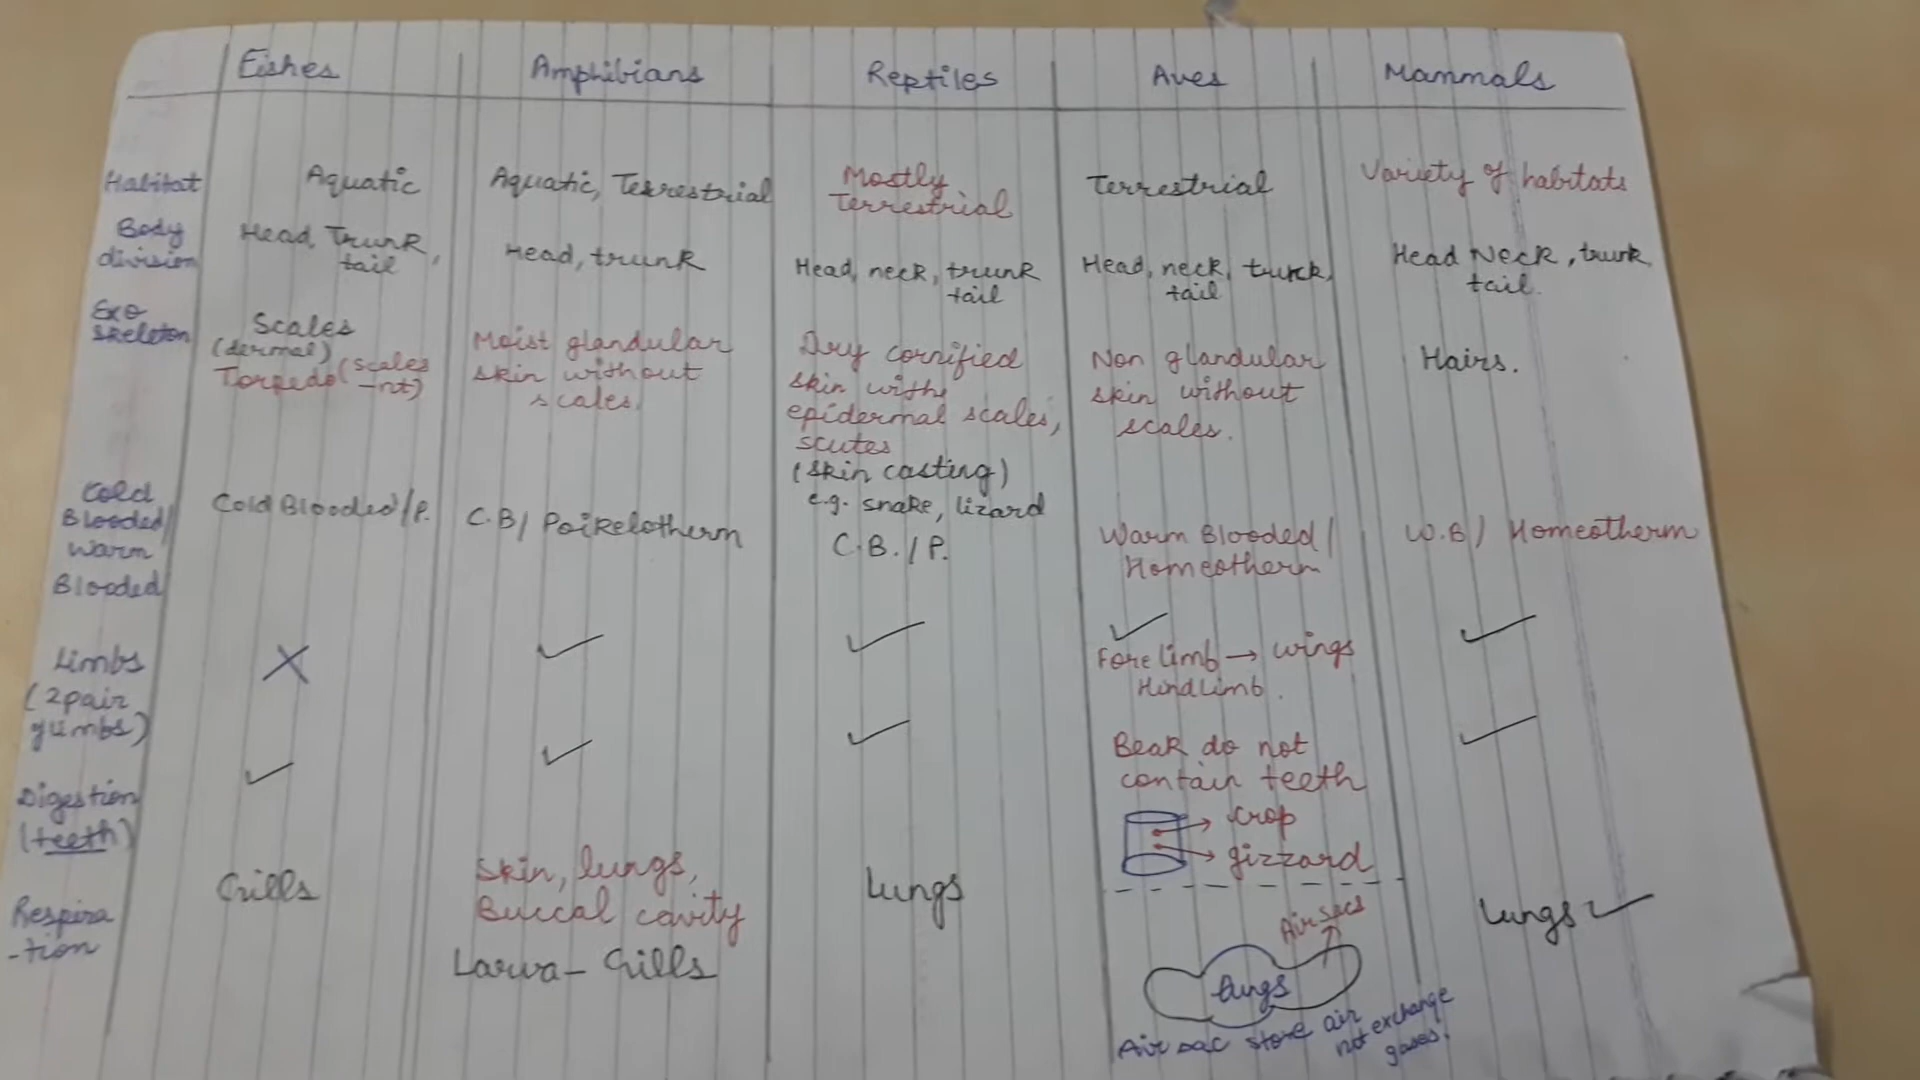 Fishes Amphibians Reptiles Aves Mammals
Habitat Aquatic Aquatic, Terrestrial Mostly Terrestrial Terrestrial Variety of habitats
Body division
Head, Trunk, tail
Head, trunk
Head, neck, trunk tail
Head, neck, trunk, tail
Head Neck, trunk tail.
Exo skeleton
Scales
(dermal)
Torpedo (scales -nt)
Moist glandular
skin without
scales.
Dry cornified
skin with
epidermal scales,
scutes
(skin casting)
e.g. snake, lizard
Non glandular
skin without
scales.
Hairs.
Cold
Blooded/
Warm
Blooded
Cold Blooded/P.
C.B/ Poikelotherm
C.B./P.
Warm Blooded/
Homeotherm
W.B/ Homeotherm
Limbs
(2pair
limbs)
Fore limb → wings
Hind limb.
Digestion
(teeth)
Beak do not
contain teeth
crop
gizzard
Respira
-tion
Gills
Skin, lungs,
Buccal cavity
Larva - Gills
Lungs
Air sacs
lungs
Air sac store air
not exchange
gases.
Lungs